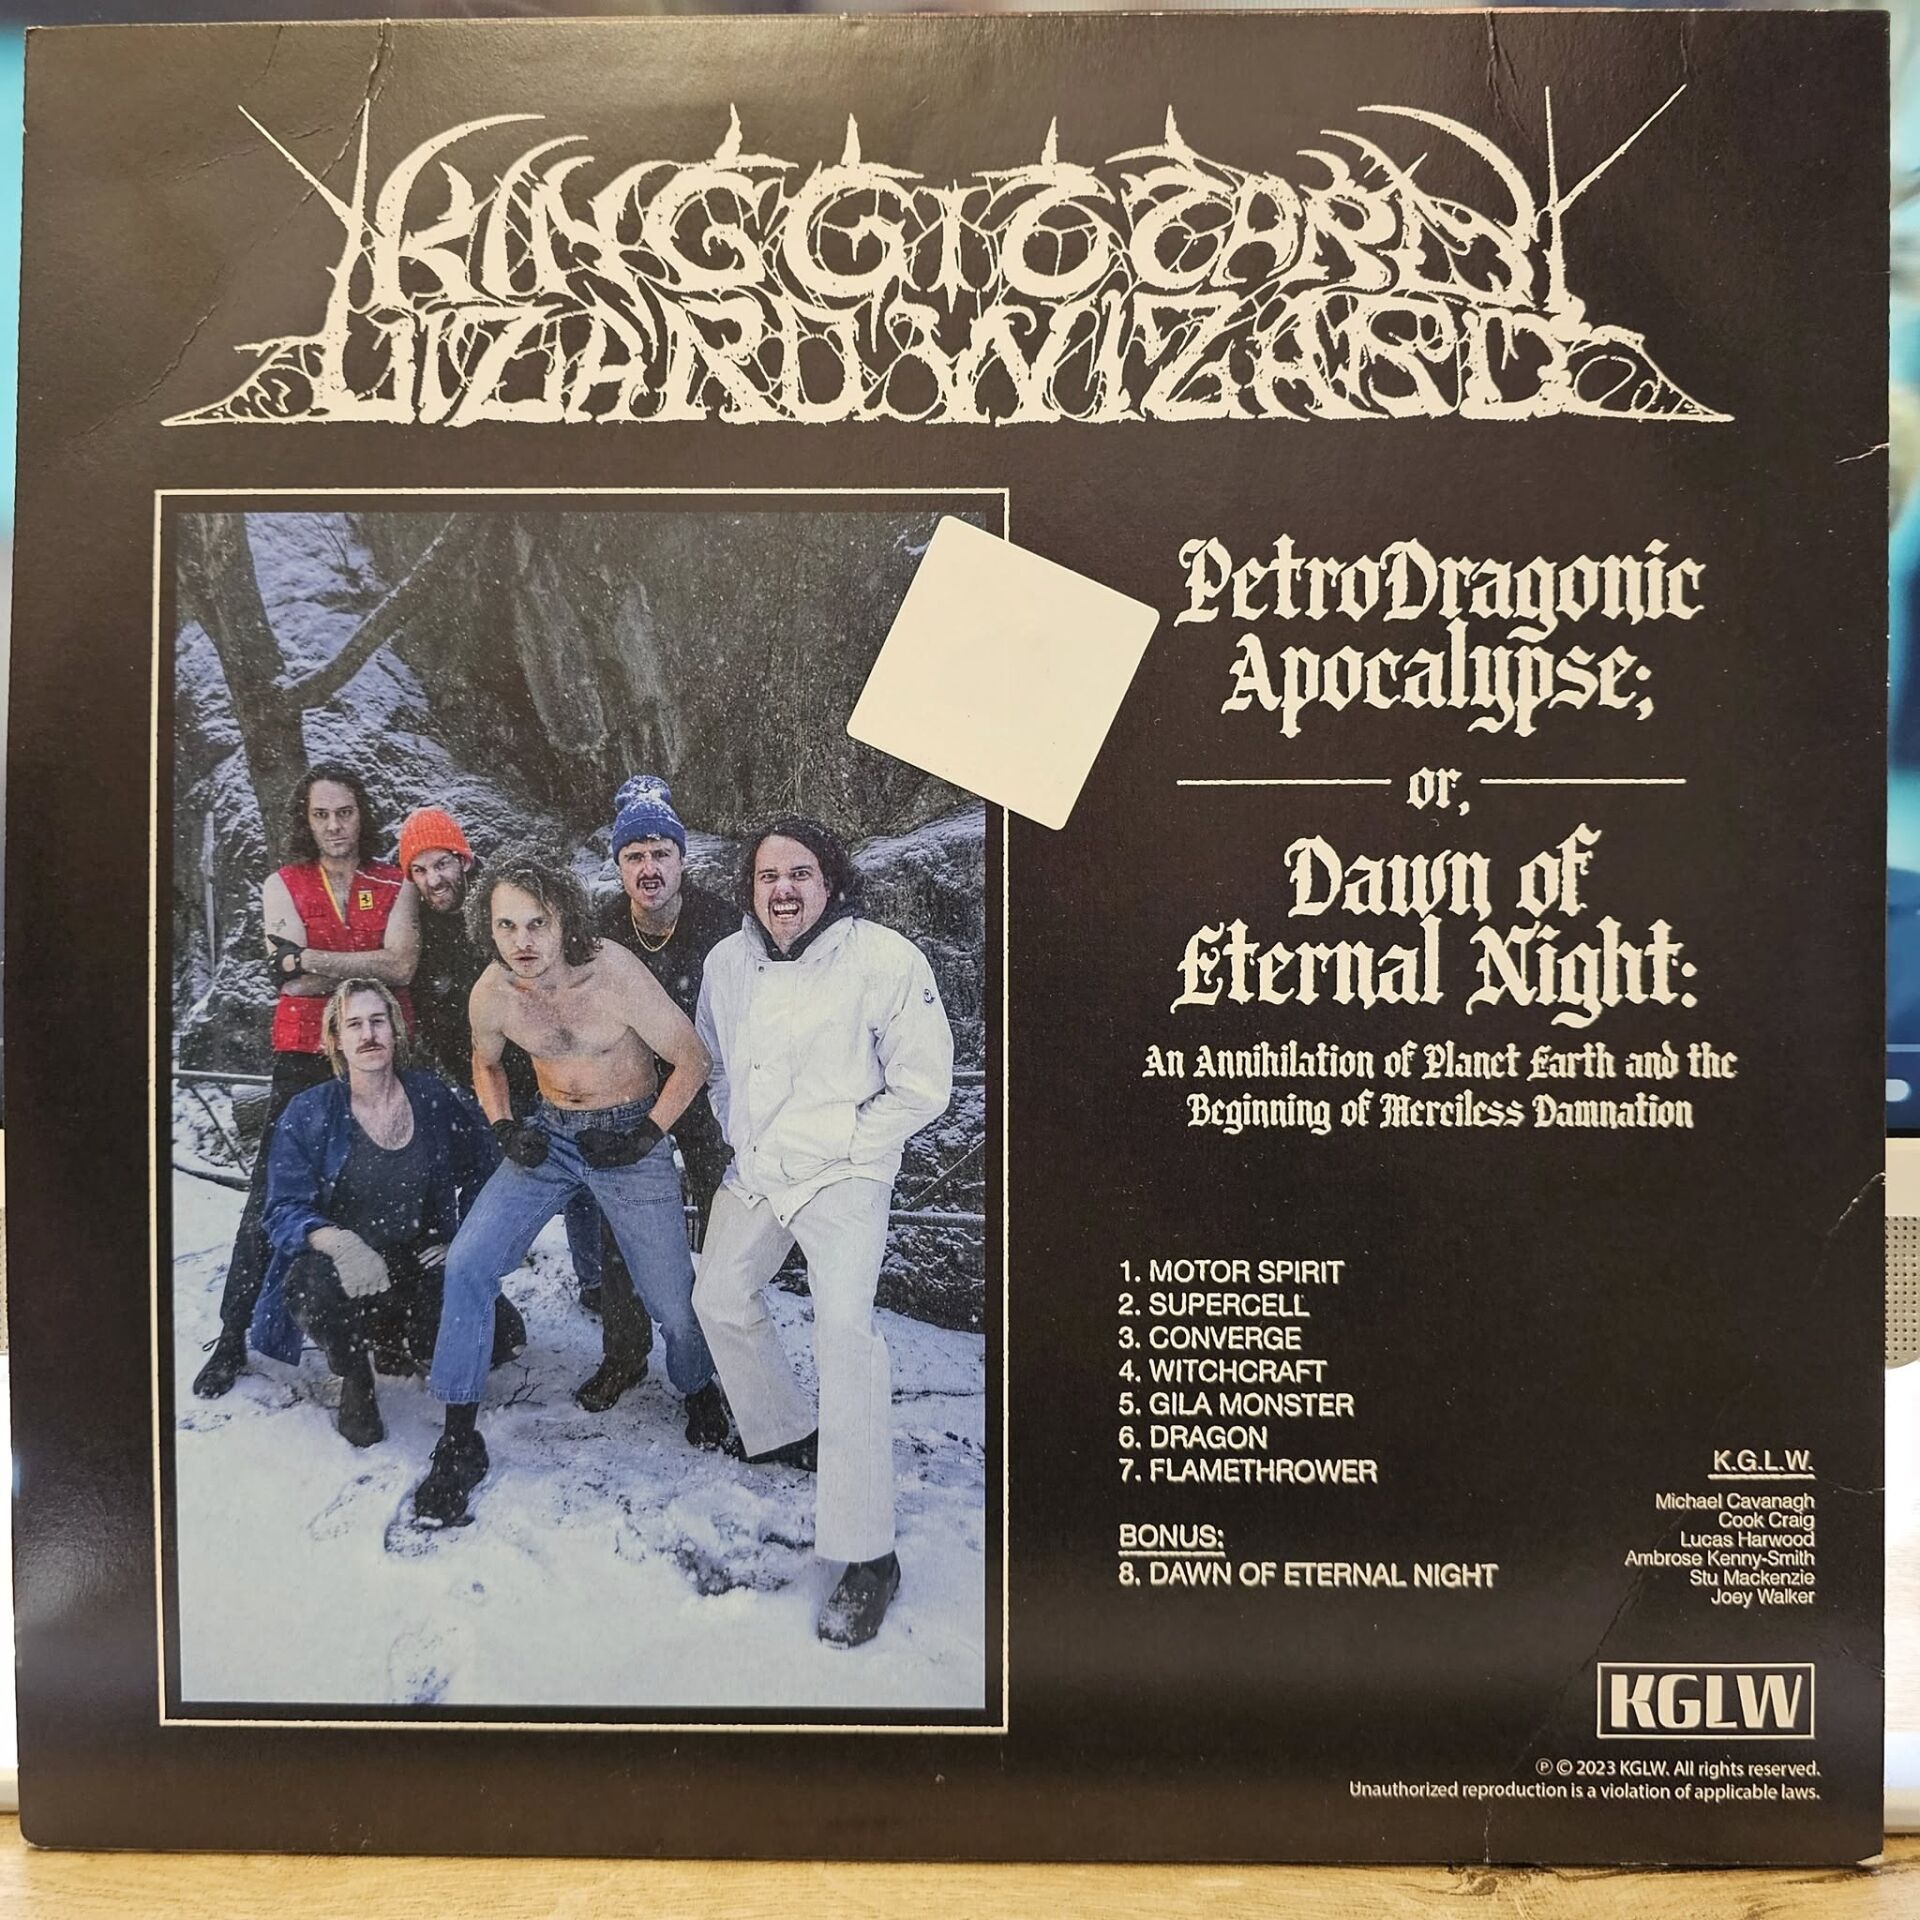 KING GIZZARD &
LIZARD WIZARD
PetroDragonic
Apocalypse;
or,
Dawn of
Eternal Night:
An Annihilation of Planet Earth and the
Beginning of Merciless Damnation
1. MOTOR SPIRIT
2. SUPERCELL
3. CONVERGE
4. WITCHCRAFT
5. GILA MONSTER
6. DRAGON
7. FLAMETHROWER
BONUS:
8. DAWN OF ETERNAL NIGHT
K.G.L.W.
Michael Cavanagh
Cook Craig
Lucas Harwood
Ambrose Kenny-Smith
Stu Mackenzie
Joey Walker
KGLW
℗ © 2023 KGLW. All rights reserved.
Unauthorized reproduction is a violation of applicable laws.